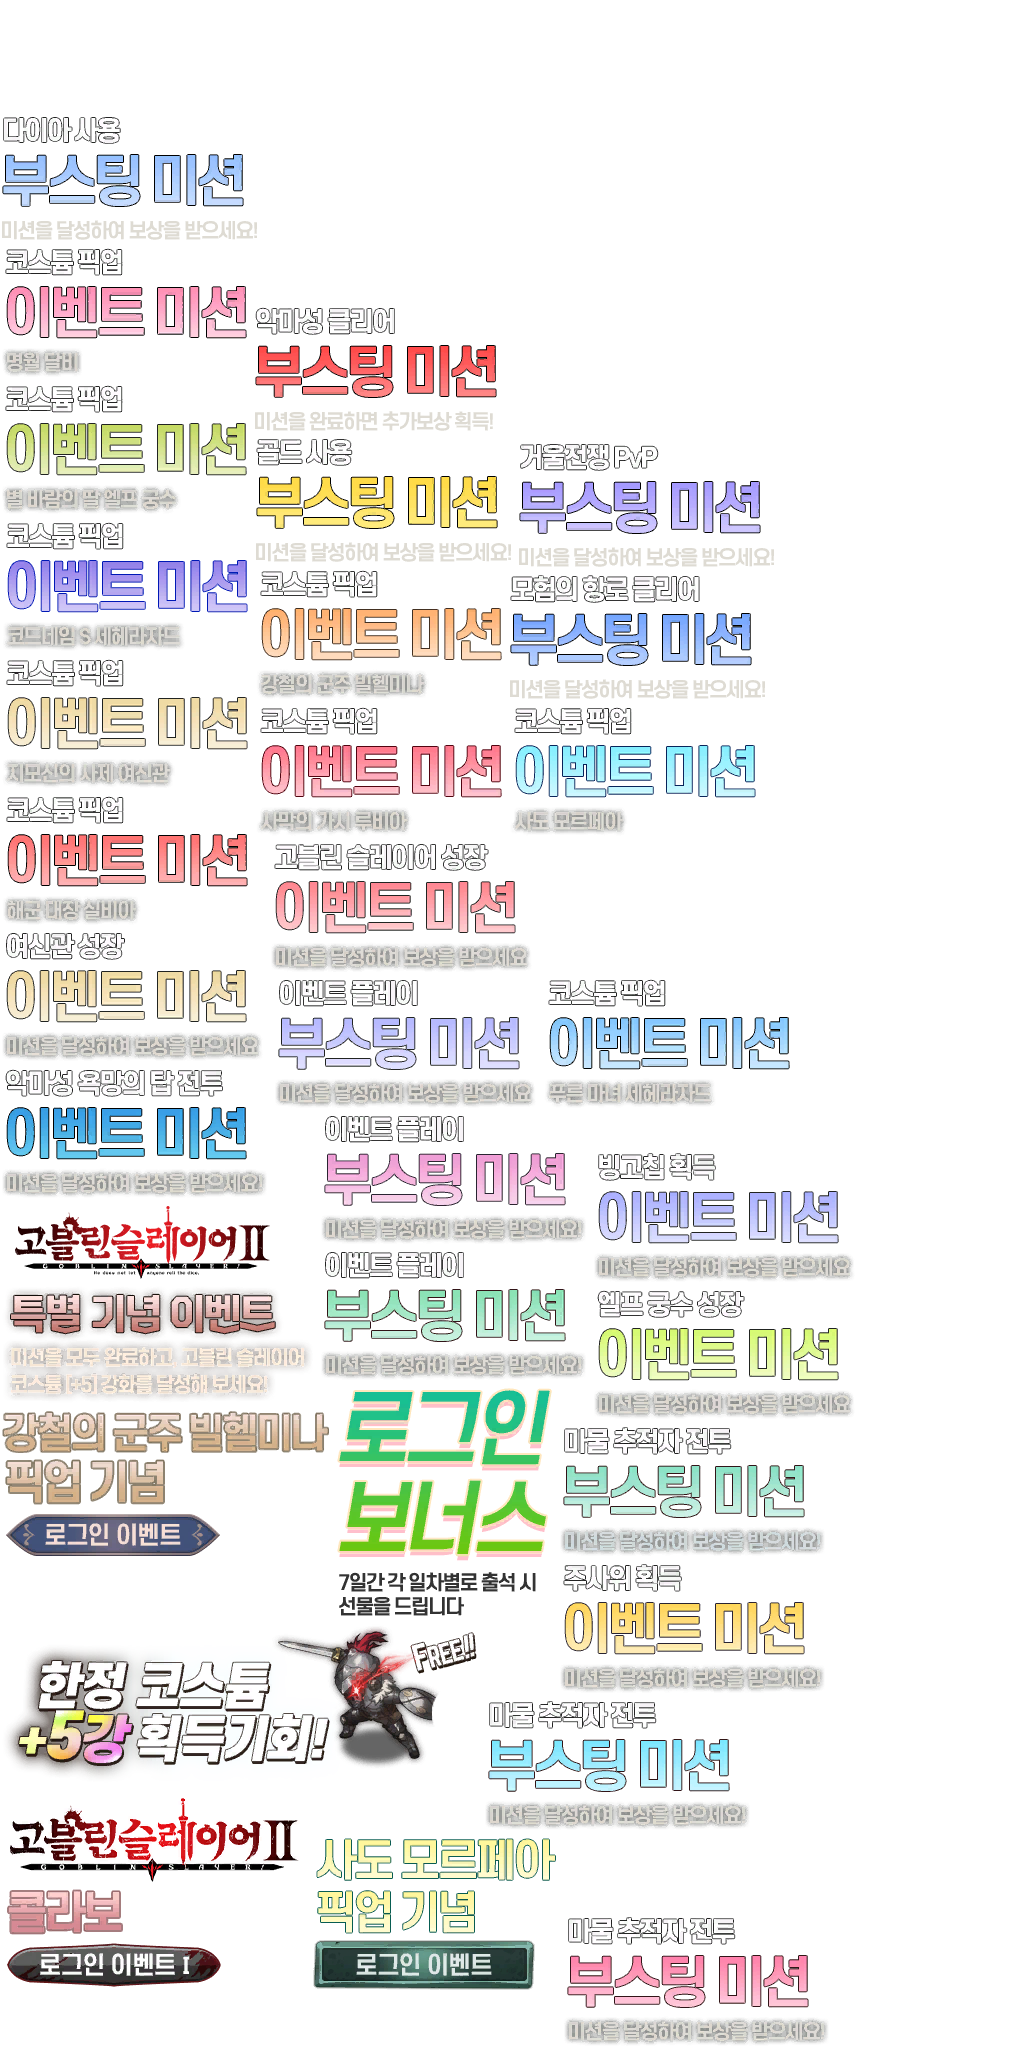 다이아 사용
부스팅 미션
미션을 달성하여 보상을 받으세요!
코스튬 픽업
이벤트 미션
명월 달비
코스튬 픽업
이벤트 미션
별 바람의 딸 엘프 궁수
코스튬 픽업
이벤트 미션
코드네임 S 세헤라자드
코스튬 픽업
이벤트 미션
지모신의 사제 여신관
코스튬 픽업
이벤트 미션
해군 대장 실비아
여신관 성장
이벤트 미션
미션을 달성하여 보상을 받으세요
악마성 욕망의 탑 전투
이벤트 미션
미션을 달성하여 보상을 받으세요!
고블린 슬레이어 II
GOBLIN SLAYER!
He does not let anyone roll the dice.
특별 기념 이벤트
미션을 모두 완료하고, 고블린 슬레이어
코스튬 +5강 강화를 달성해 보세요!
강철의 군주 빌헬미나
픽업 기념
로그인 이벤트
악마성 클리어
부스팅 미션
미션을 완료하면 추가보상 획득!
골드 사용
부스팅 미션
미션을 달성하여 보상을 받으세요!
코스튬 픽업
이벤트 미션
강철의 군주 빌헬미나
코스튬 픽업
이벤트 미션
사막의 가시 루비아
거울전쟁 PvP
부스팅 미션
미션을 달성하여 보상을 받으세요!
모험의 항로 클리어
부스팅 미션
미션을 달성하여 보상을 받으세요!
코스튬 픽업
이벤트 미션
사도 모르페아
고블린 슬레이어 성장
이벤트 미션
미션을 달성하여 보상을 받으세요
이벤트 플레이
부스팅 미션
미션을 달성하여 보상을 받으세요
코스튬 픽업
이벤트 미션
푸른 마녀 세헤라자드
이벤트 플레이
부스팅 미션
미션을 달성하여 보상을 받으세요!
이벤트 플레이
부스팅 미션
미션을 달성하여 보상을 받으세요!
빙고칩 획득
이벤트 미션
미션을 달성하여 보상을 받으세요
엘프 궁수 성장
이벤트 미션
미션을 달성하여 보상을 받으세요
로그인
보너스
7일간 각 일차별로 출석 시
선물을 드립니다
마물 추적자 전투
부스팅 미션
미션을 달성하여 보상을 받으세요!
주사위 획득
이벤트 미션
미션을 달성하여 보상을 받으세요!
한정 코스튬
+5강 획득기회!
FREE!!
마물 추적자 전투
부스팅 미션
미션을 달성하여 보상을 받으세요!
고블린 슬레이어 II
GOBLIN SLAYER!
콜라보
로그인 이벤트 I
사도 모르페아
픽업 기념
로그인 이벤트
마물 추적자 전투
부스팅 미션
미션을 달성하여 보상을 받으세요!